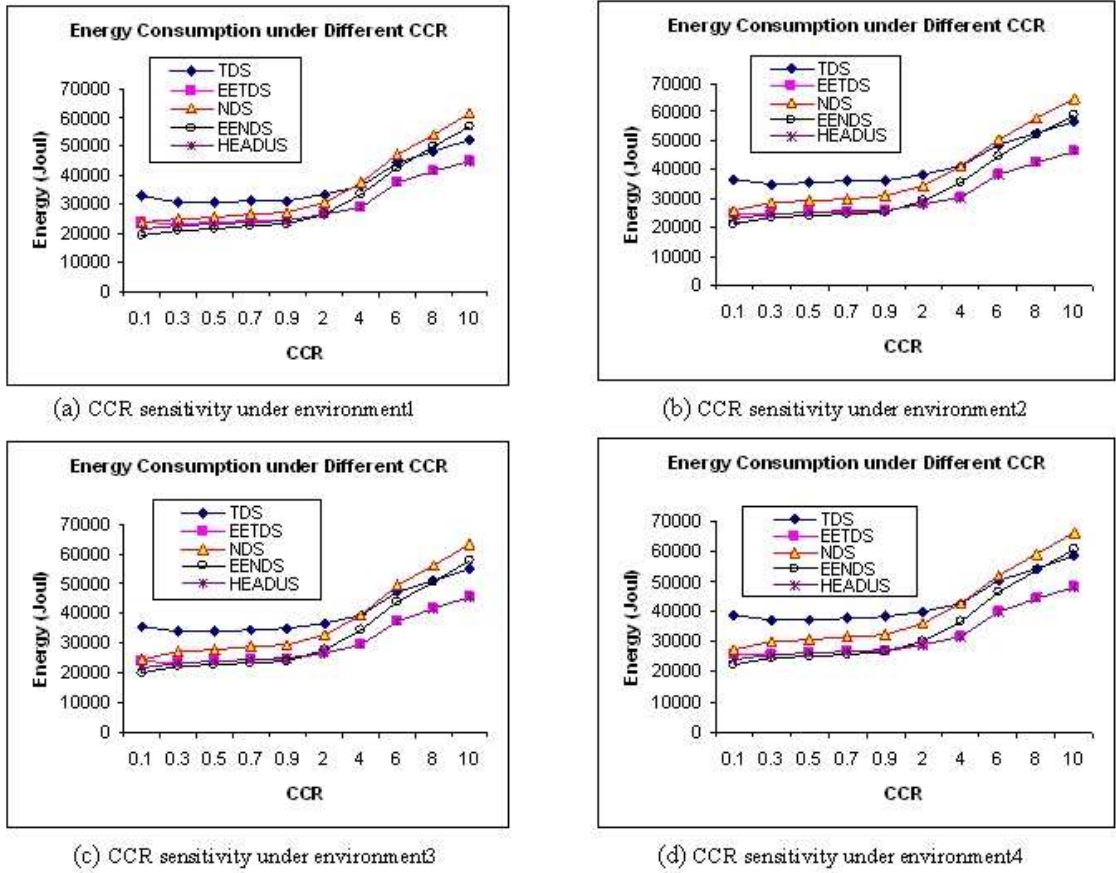 Energy Consumption under Different CCR
TDS
EETDS
NDS
EENDS
HEADUS
Energy (Joul)
70000
60000
50000
40000
30000
20000
10000
0
0.1 0.3 0.5 0.7 0.9 2 4 6 8 10
CCR
(a) CCR sensitivity under environment1
Energy Consumption under Different CCR
TDS
EETDS
NDS
EENDS
HEADUS
Energy (Joul)
70000
60000
50000
40000
30000
20000
10000
0
0.1 0.3 0.5 0.7 0.9 2 4 6 8 10
CCR
(b) CCR sensitivity under environment2
Energy Consumption under Different CCR
TDS
EETDS
NDS
EENDS
HEADUS
Energy (Joul)
70000
60000
50000
40000
30000
20000
10000
0
0.1 0.3 0.5 0.7 0.9 2 4 6 8 10
CCR
(c) CCR sensitivity under environment3
Energy Consumption under Different CCR
TDS
EETDS
NDS
EENDS
HEADUS
Energy (Joul)
70000
60000
50000
40000
30000
20000
10000
0
0.1 0.3 0.5 0.7 0.9 2 4 6 8 10
CCR
(d) CCR sensitivity under environment4